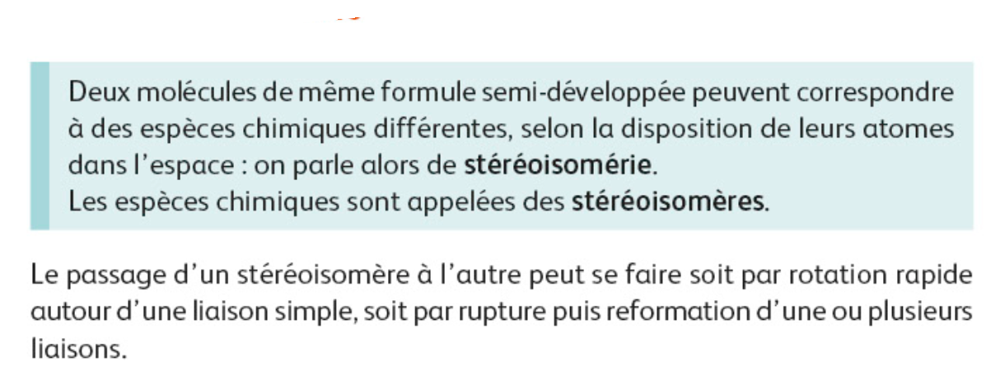 Deux molécules de même formule semi-développée peuvent correspondre
à des espèces chimiques différentes, selon la disposition de leurs atomes
dans l’espace : on parle alors de stéréoisomérie.
Les espèces chimiques sont appelées des stéréoisomères.
Le passage d’un stéréoisomère à l’autre peut se faire soit par rotation rapide
autour d’une liaison simple, soit par rupture puis reformation d’une ou plusieurs
liaisons.